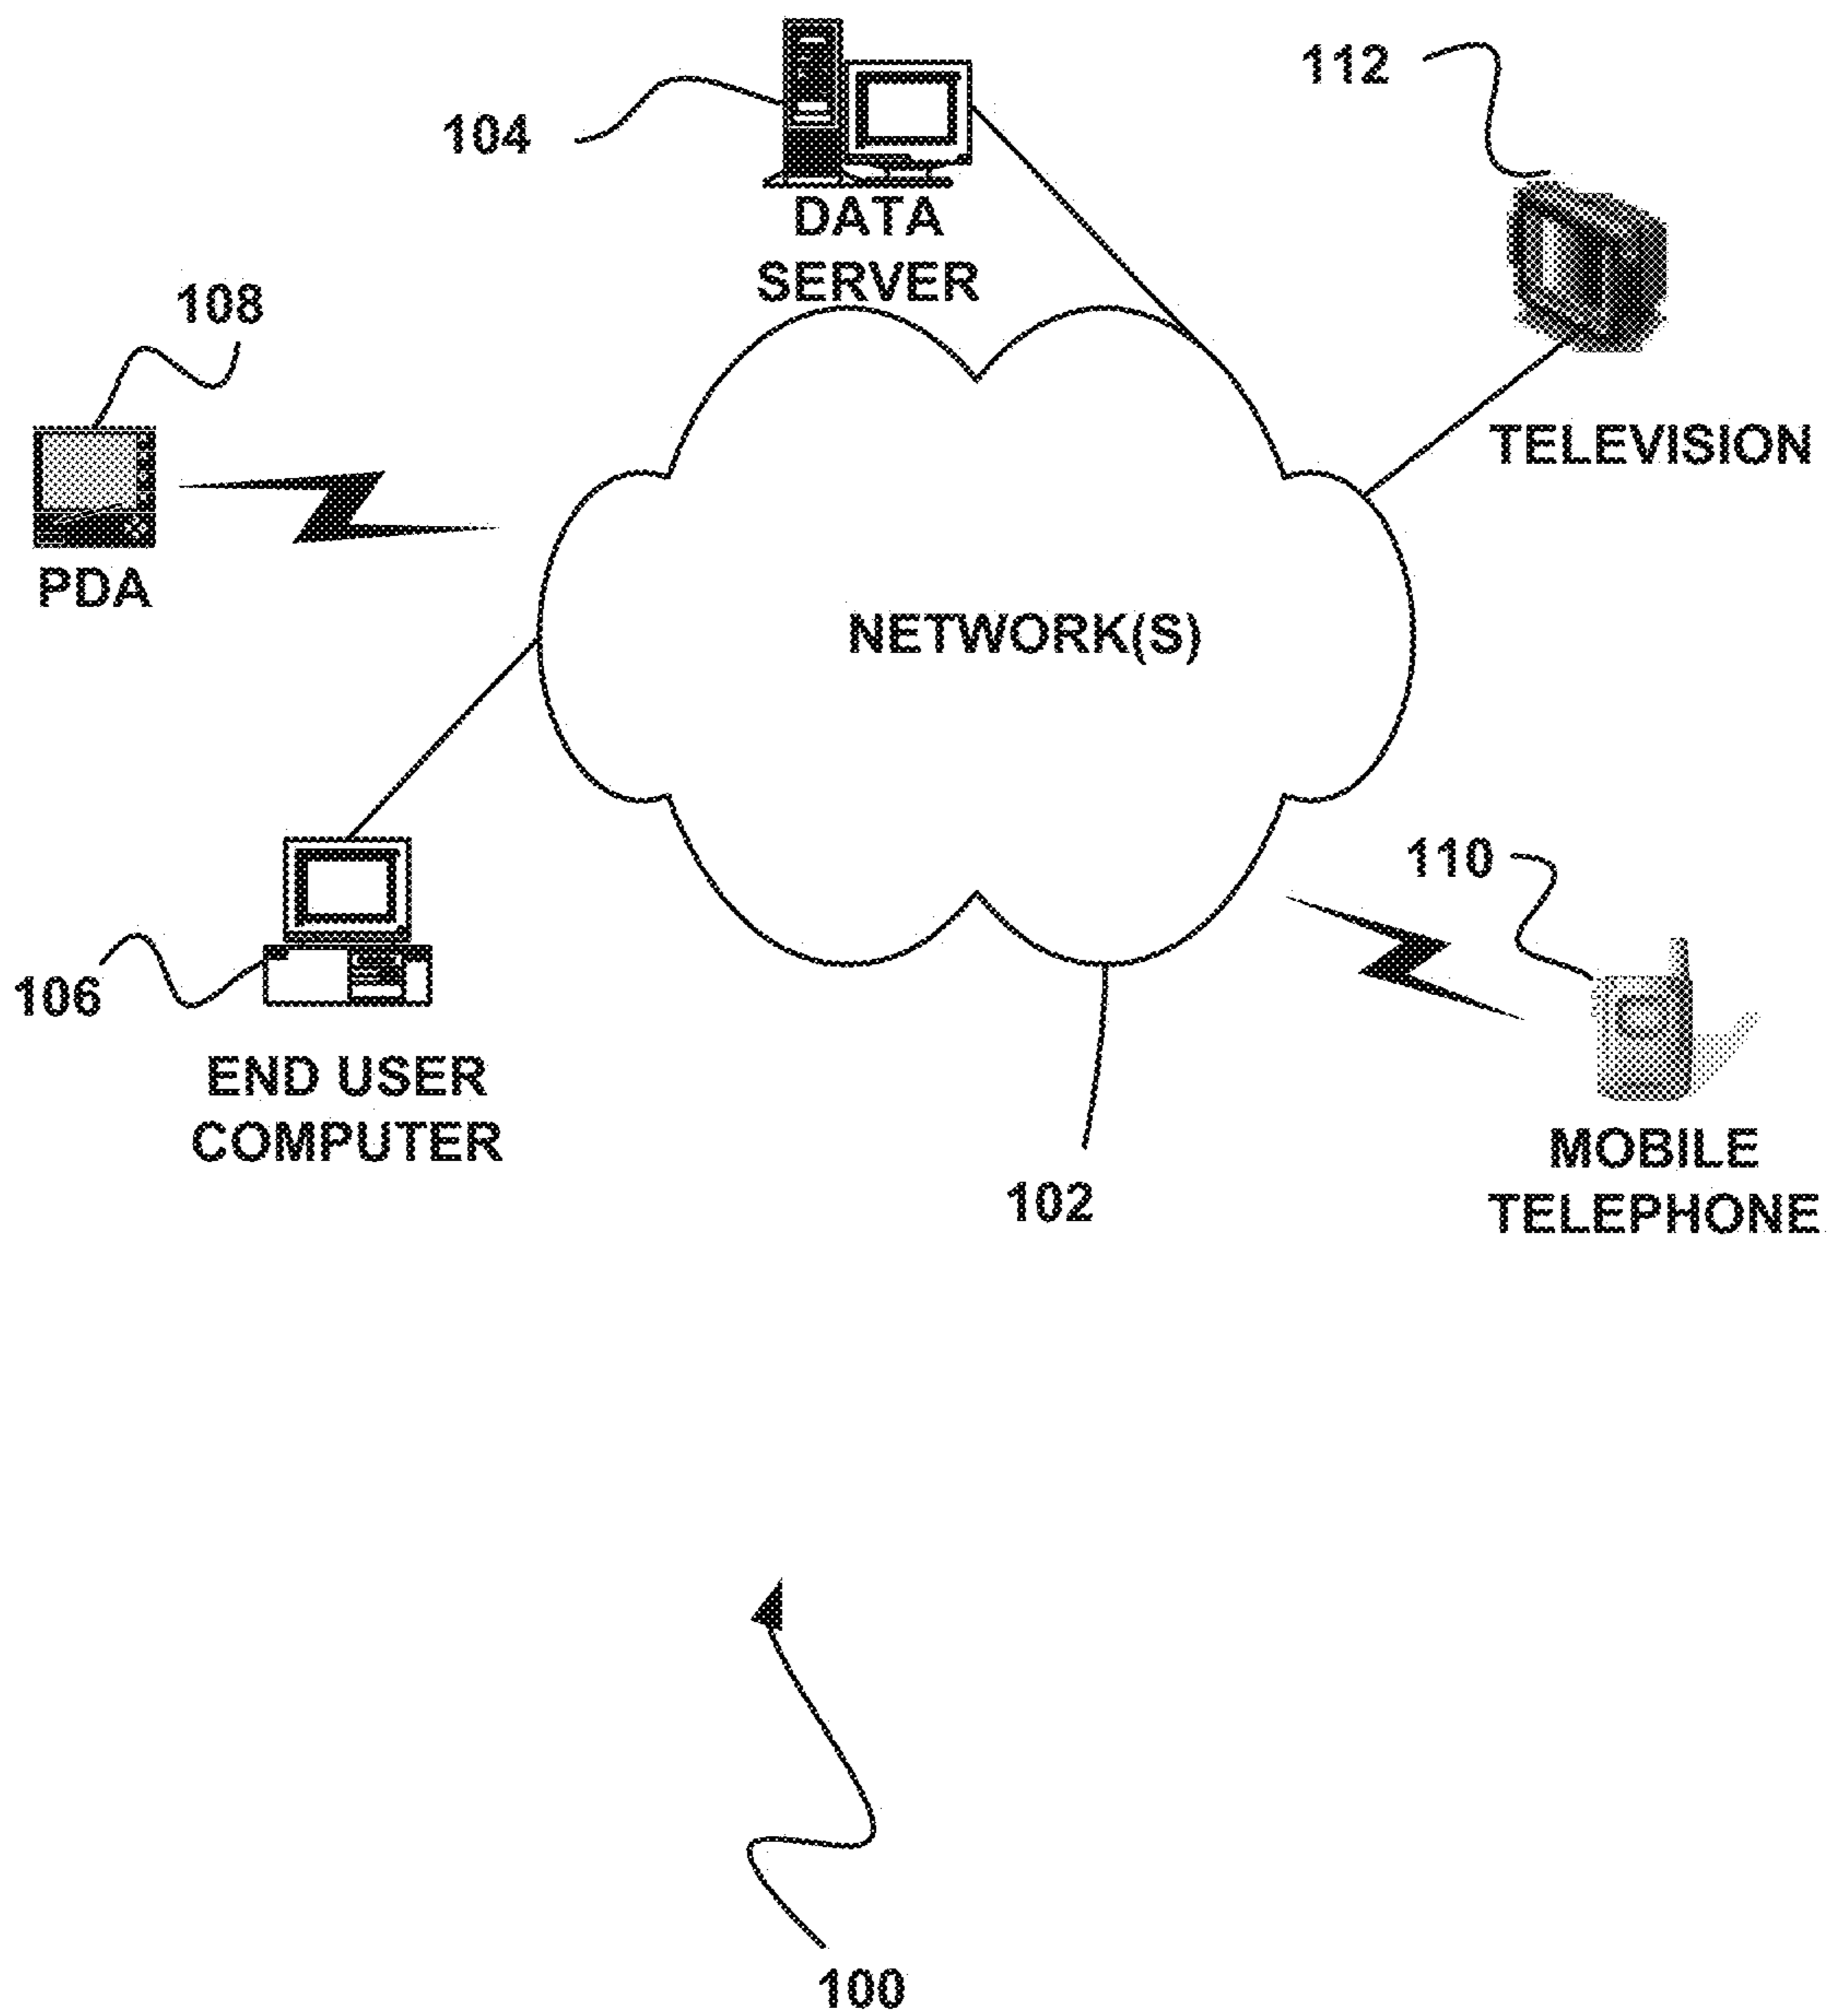 112
104
DATA
SERVER
108
TELEVISION
PDA
NETWORK(S)
110
106
END USER
COMPUTER
MOBILE
TELEPHONE
102
100